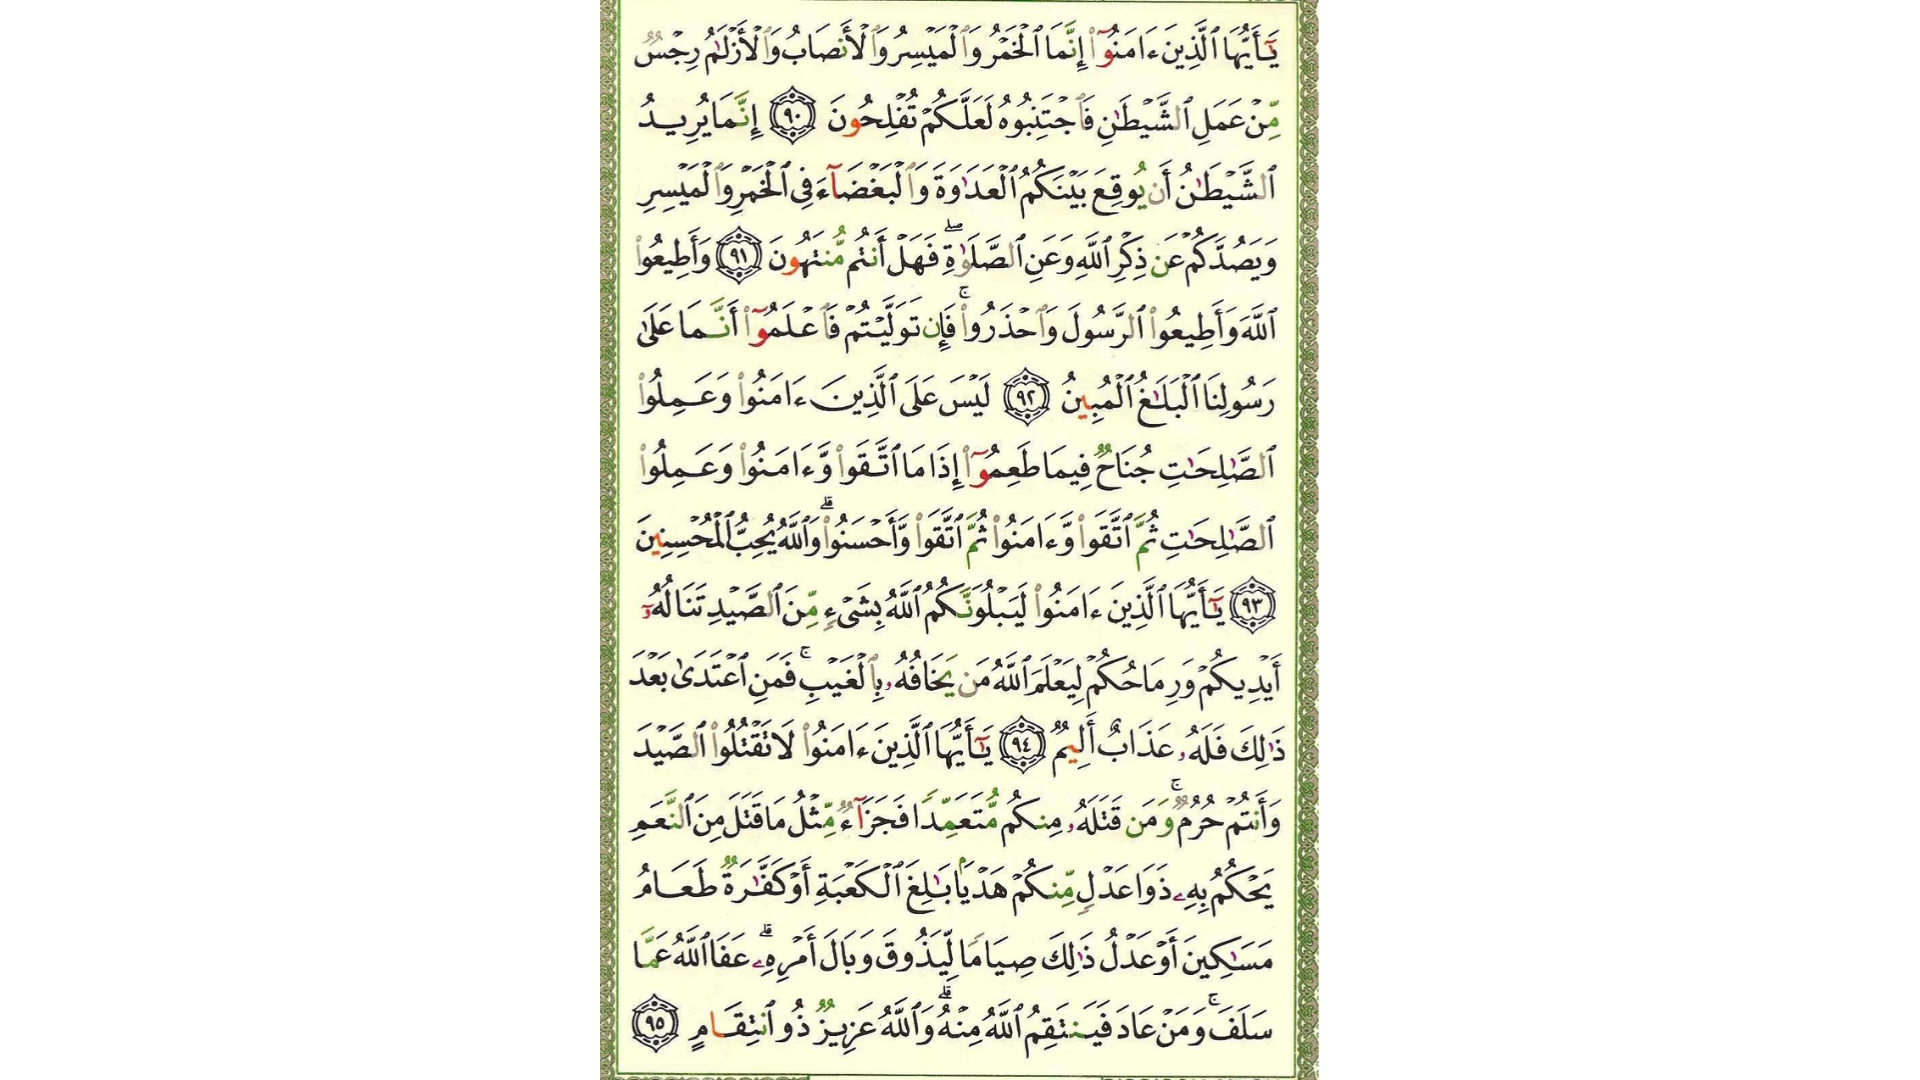 يَٰٓأَيُّهَا ٱلَّذِينَ ءَامَنُوٓا۟ إِنَّمَا ٱلْخَمْرُ وَٱلْمَيْسِرُ وَٱلْأَنصَابُ وَٱلْأَزْلَٰمُ رِجْسٌ
مِّنْ عَمَلِ ٱلشَّيْطَٰنِ فَٱجْتَنِبُوهُ لَعَلَّكُمْ تُفْلِحُونَ ٩٠ إِنَّمَا يُرِيدُ
ٱلشَّيْطَٰنُ أَن يُوقِعَ بَيْنَكُمُ ٱلْعَدَٰوَةَ وَٱلْبَغْضَآءَ فِى ٱلْخَمْرِ وَٱلْمَيْسِرِ
وَيَصُدَّكُمْ عَن ذِكْرِ ٱللَّهِ وَعَنِ ٱلصَّلَوٰةِ ۖ فَهَلْ أَنتُم مُّنتَهُونَ ٩١ وَأَطِيعُوا۟
ٱللَّهَ وَأَطِيعُوا۟ ٱلرَّسُولَ وَٱحْذَرُوا۟ ۚ فَإِن تَوَلَّيْتُمْ فَٱعْلَمُوٓا۟ أَنَّمَا عَلَىٰ
رَسُولِنَا ٱلْبَلَٰغُ ٱلْمُبِينُ ٩٢ لَيْسَ عَلَى ٱلَّذِينَ ءَامَنُوا۟ وَعَمِلُوا۟
ٱلصَّٰلِحَٰتِ جُنَاحٌ فِيمَا طَعِمُوٓا۟ إِذَا مَا ٱتَّقَوا۟ وَّءَامَنُوا۟ وَعَمِلُوا۟
ٱلصَّٰلِحَٰتِ ثُمَّ ٱتَّقَوا۟ وَّءَامَنُوا۟ ثُمَّ ٱتَّقَوا۟ وَّأَحْسَنُوا۟ ۗ وَٱللَّهُ يُحِبُّ ٱلْمُحْسِنِينَ
٩٣ يَٰٓأَيُّهَا ٱلَّذِينَ ءَامَنُوا۟ لَيَبْلُوَنَّكُمُ ٱللَّهُ بِشَىْءٍ مِّنَ ٱلصَّيْدِ تَنَالُهُۥٓ
أَيْدِيكُمْ وَرِمَاحُكُمْ لِيَعْلَمَ ٱللَّهُ مَن يَخَافُهُۥ بِٱلْغَيْبِ ۚ فَمَنِ ٱعْتَدَىٰ بَعْدَ
ذَٰلِكَ فَلَهُۥ عَذَابٌ أَلِيمٌ ٩٤ يَٰٓأَيُّهَا ٱلَّذِينَ ءَامَنُوا۟ لَا تَقْتُلُوا۟ ٱلصَّيْدَ
وَأَنتُمْ حُرُمٌ ۚ وَمَن قَتَلَهُۥ مِنكُم مُّتَعَمِّدًا فَجَزَآءٌ مِّثْلُ مَا قَتَلَ مِنَ ٱلنَّعَمِ
يَحْكُمُ بِهِۦ ذَوَا عَدْلٍ مِّنكُمْ هَدْيًۢا بَٰلِغَ ٱلْكَعْبَةِ أَوْ كَفَّٰرَةٌ طَعَامُ
مَسَٰكِينَ أَوْ عَدْلُ ذَٰلِكَ صِيَامًا لِّيَذُوقَ وَبَالَ أَمْرِهِۦ ۗ عَفَا ٱللَّهُ عَمَّا
سَلَفَ ۚ وَمَنْ عَادَ فَيَنتَقِمُ ٱللَّهُ مِنْهُ ۗ وَٱللَّهُ عَزِيزٌ ذُو ٱنتِقَامٍ ٩٥